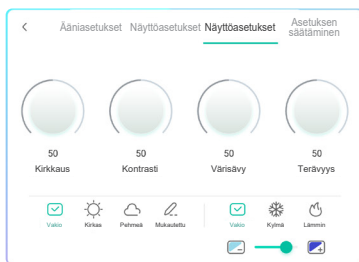 Ääniasetukset Näyttöasetukset Näyttöasetukset Asetuksen säätäminen
50 50 50 50
Kirkkaus Kontrasti Värisävy Terävyys
Vakio Kirkas Pehmeä Mukautettu Vakio Kylmä Lämmin